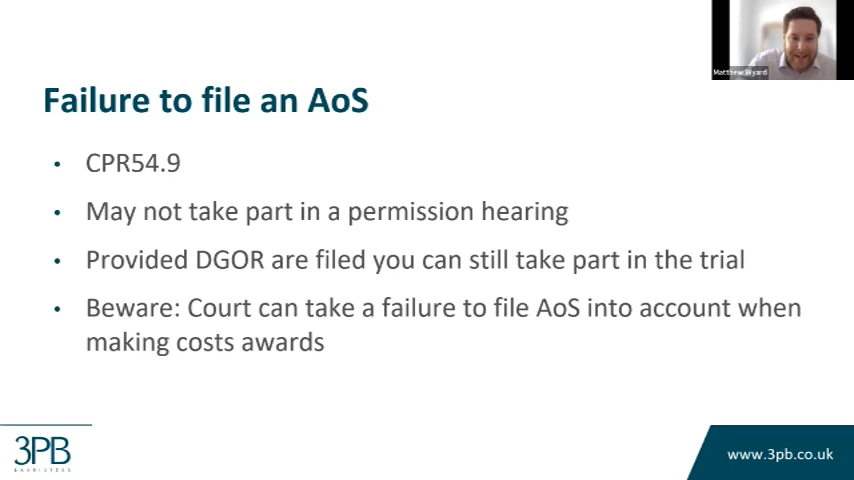 Matthew Wyard
Failure to file an AoS
• CPR54.9
• May not take part in a permission hearing
• Provided DGOR are filed you can still take part in the trial
• Beware: Court can take a failure to file AoS into account when
making costs awards
3PB
BARRISTERS
www.3pb.co.uk